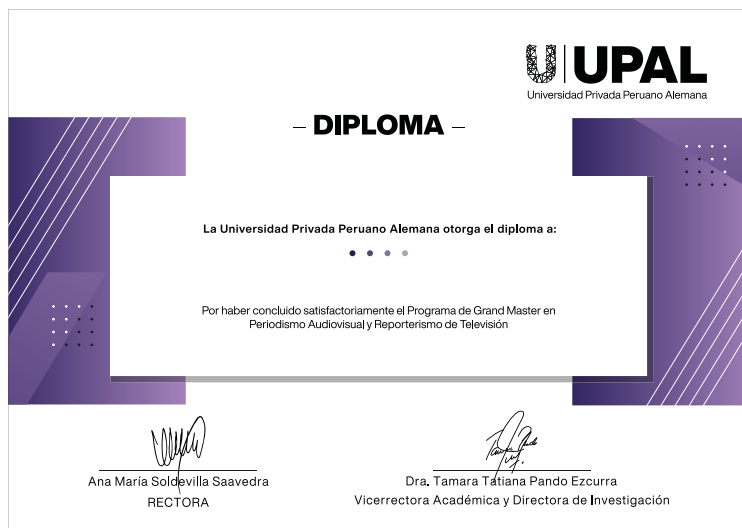 UPAL
Universidad Privada Peruano Alemana
– DIPLOMA –
La Universidad Privada Peruano Alemana otorga el diploma a:
Por haber concluido satisfactoriamente el Programa de Grand Master en
Periodismo Audiovisual y Reporterismo de Televisión
Ana María Soldevilla Saavedra
RECTORA
Dra. Tamara Tatiana Pando Ezcurra
Vicerrectora Académica y Directora de Investigación